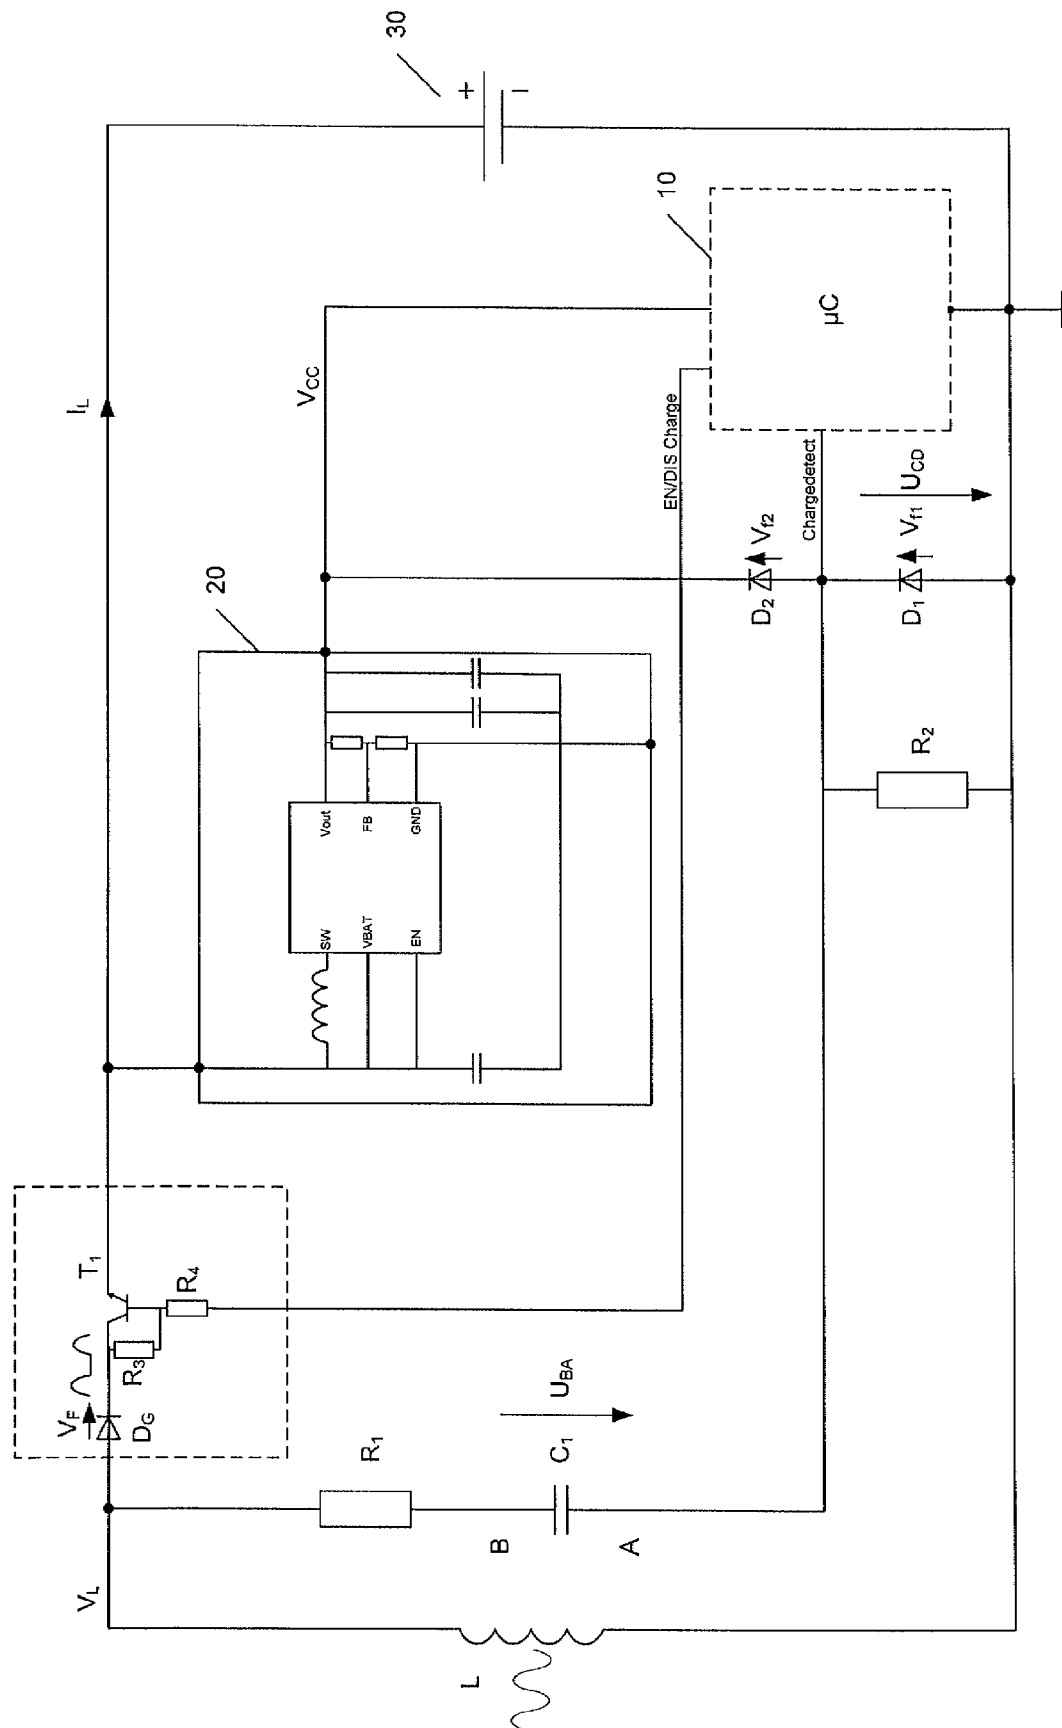 30
+
−
10
µC
V_CC
I_L
EN/DIS Charge
Chargedetect
U_CD
V_f2
V_f1
D_2
D_1
20
R_2
Vout
FB
GND
SW
VBAT
EN
T_1
R_4
R_3
V_F
D_G
U_BA
R_1
C_1
B
A
V_L
L